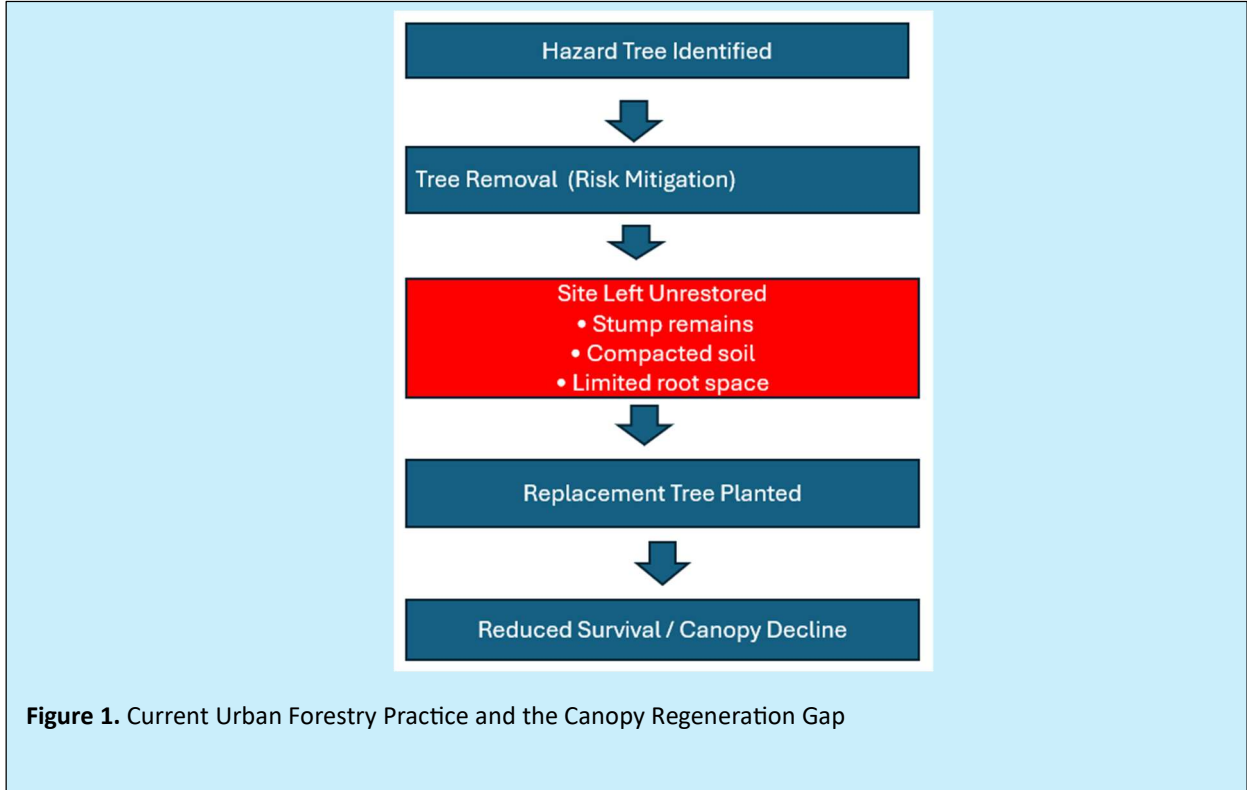 Hazard Tree Identified
Tree Removal (Risk Mitigation)
Site Left Unrestored
• Stump remains
• Compacted soil
• Limited root space
Replacement Tree Planted
Reduced Survival / Canopy Decline
Figure 1. Current Urban Forestry Practice and the Canopy Regeneration Gap